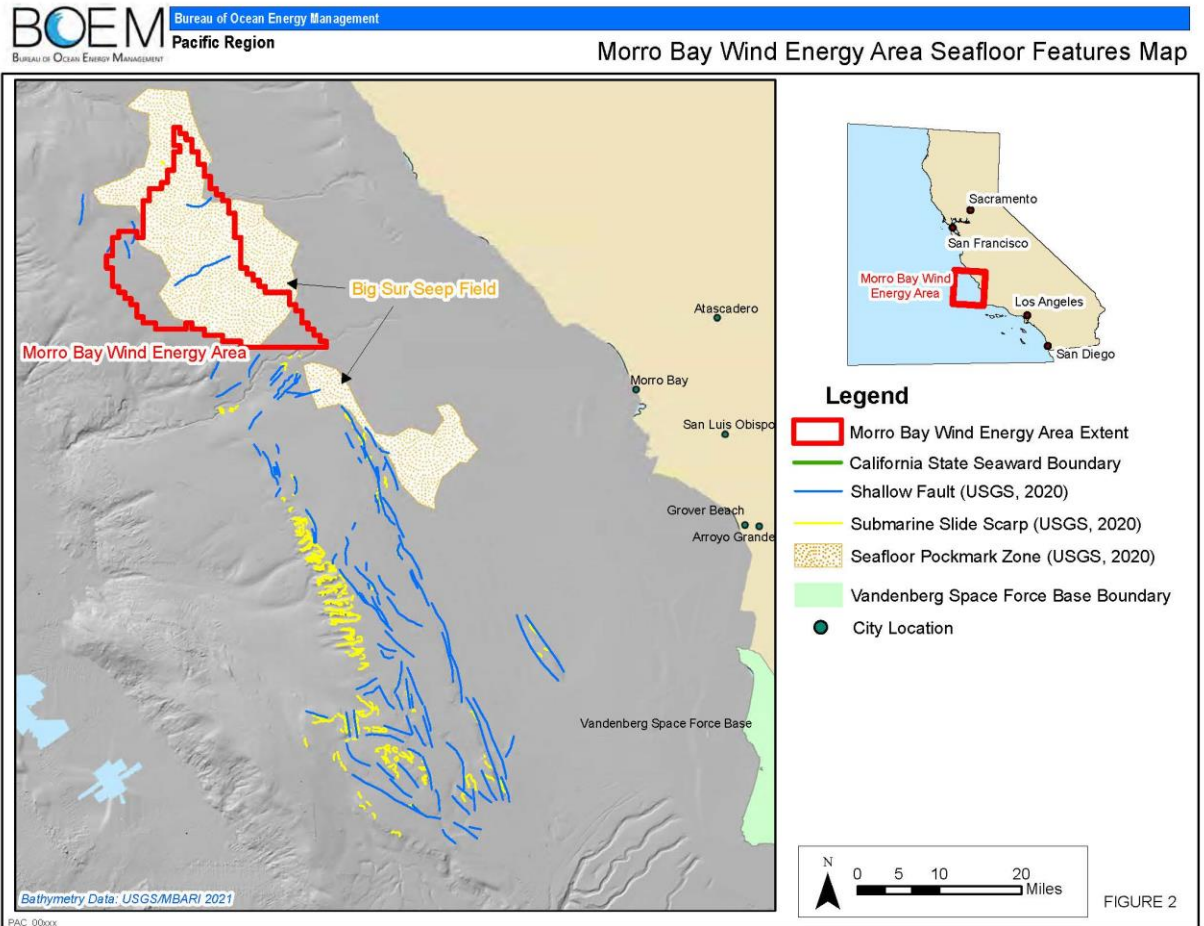 BOEM
BUREAU OF OCEAN ENERGY MANAGEMENT
Bureau of Ocean Energy Management
Pacific Region
Morro Bay Wind Energy Area Seafloor Features Map
Big Sur Seep Field
Morro Bay Wind Energy Area
Atascadero
Morro Bay
San Luis Obispo
Grover Beach
Arroyo Grande
Vandenberg Space Force Base
Bathymetry Data: USGS/MBARI 2021
Sacramento
San Francisco
Morro Bay Wind
Energy Area
Los Angeles
San Diego
Legend
Morro Bay Wind Energy Area Extent
California State Seaward Boundary
Shallow Fault (USGS, 2020)
Submarine Slide Scarp (USGS, 2020)
Seafloor Pockmark Zone (USGS, 2020)
Vandenberg Space Force Base Boundary
City Location
N
0 5 10 20
Miles
FIGURE 2
PAC_00xxx